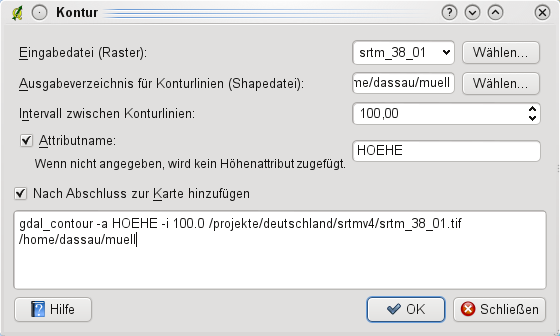 Kontur
Eingabedatei (Raster): srtm_38_01 Wählen...
Ausgabeverzeichnis für Konturlinien (Shapedatei): me/dassau/muell Wählen...
Intervall zwischen Konturlinien: 100,00
Attributname:
Wenn nicht angegeben, wird kein Höhenattribut zugefügt. HOEHE
Nach Abschluss zur Karte hinzufügen
gdal_contour -a HOEHE -i 100.0 /projekte/deutschland/srtmv4/srtm_38_01.tif
/home/dassau/muell
Hilfe OK Schließen